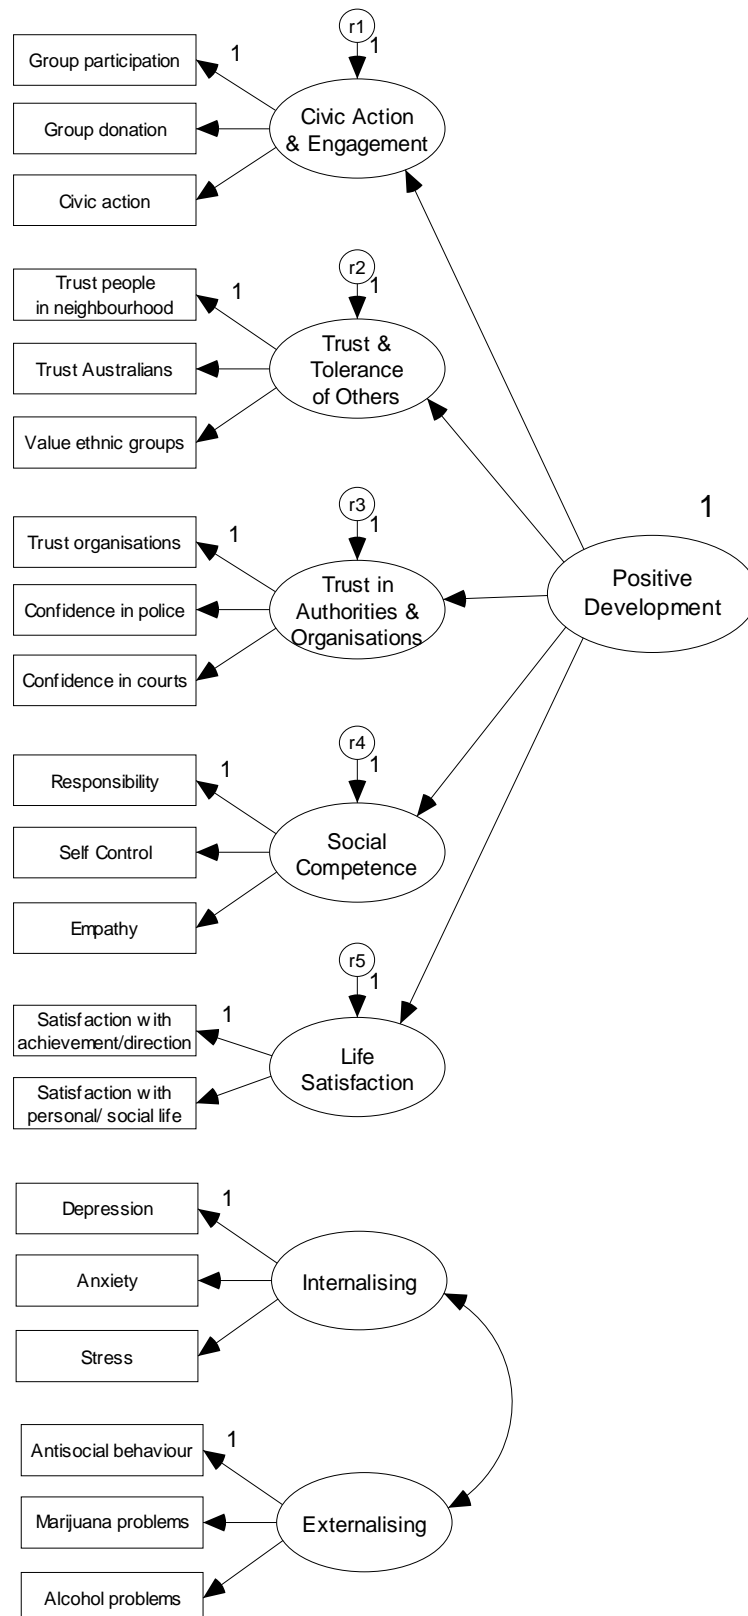 r1
1
1
Group participation
Civic Action
& Engagement
Group donation
Civic action
r2
1
1
Trust people
in neighbourhood
Trust &
Tolerance
of Others
Trust Australians
Value ethnic groups
r3
1
1
1
Trust organisations
Trust in
Authorities &
Organisations
Positive
Development
Confidence in police
Confidence in courts
r4
1
1
Responsibility
Social
Competence
Self Control
Empathy
r5
1
1
Satisfaction with
achievement/direction
Life
Satisfaction
Satisfaction with
personal/ social life
1
Depression
Anxiety
Internalising
Stress
1
Antisocial behaviour
Marijuana problems
Externalising
Alcohol problems